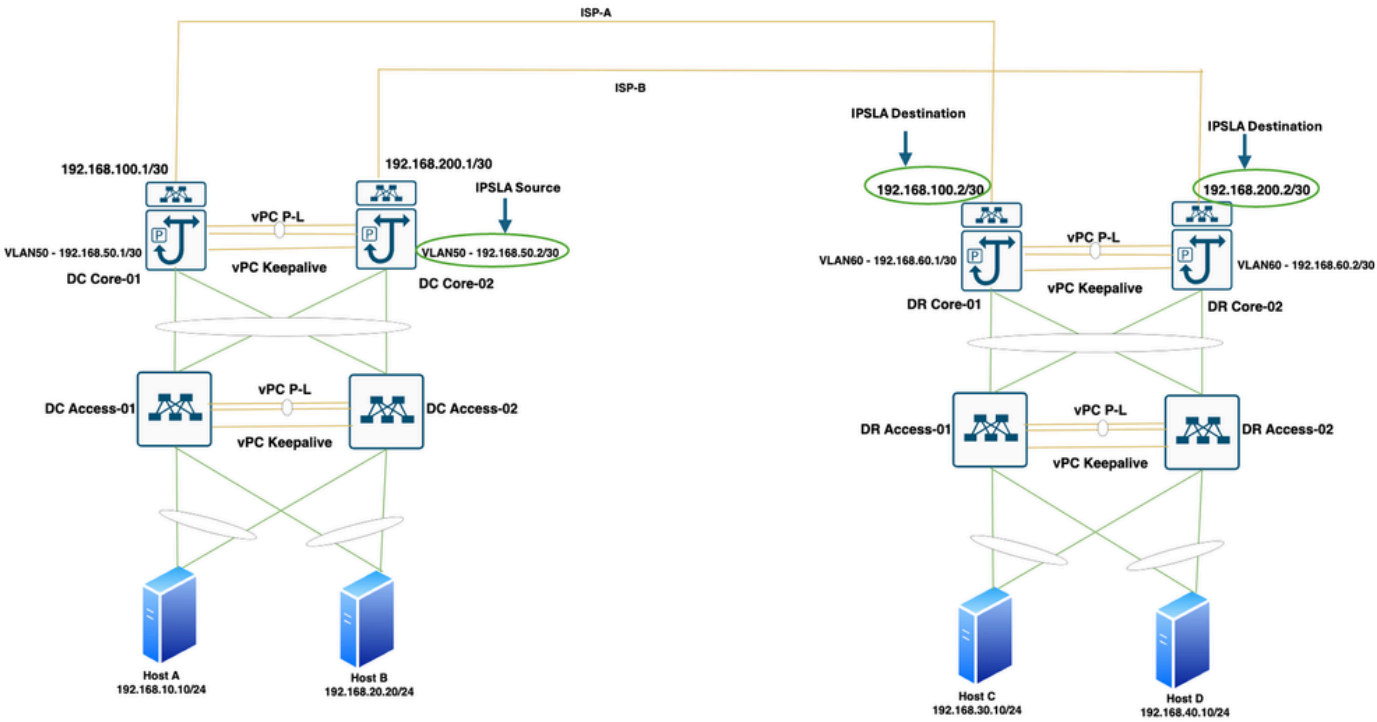 ISP-A
ISP-B
IPSLA Destination
IPSLA Destination
192.168.100.1/30
192.168.200.1/30
IPSLA Source
192.168.100.2/30
192.168.200.2/30
vPC P-L
P
P
VLAN50 - 192.168.50.1/30
VLAN50 - 192.168.50.2/30
vPC Keepalive
DC Core-01
DC Core-02
vPC P-L
P
P
VLAN60 - 192.168.60.1/30
VLAN60 - 192.168.60.2/30
vPC Keepalive
DR Core-01
DR Core-02
vPC P-L
DC Access-01
DC Access-02
vPC Keepalive
vPC P-L
DR Access-01
DR Access-02
vPC Keepalive
Host A
192.168.10.10/24
Host B
192.168.20.20/24
Host C
192.168.30.10/24
Host D
192.168.40.10/24